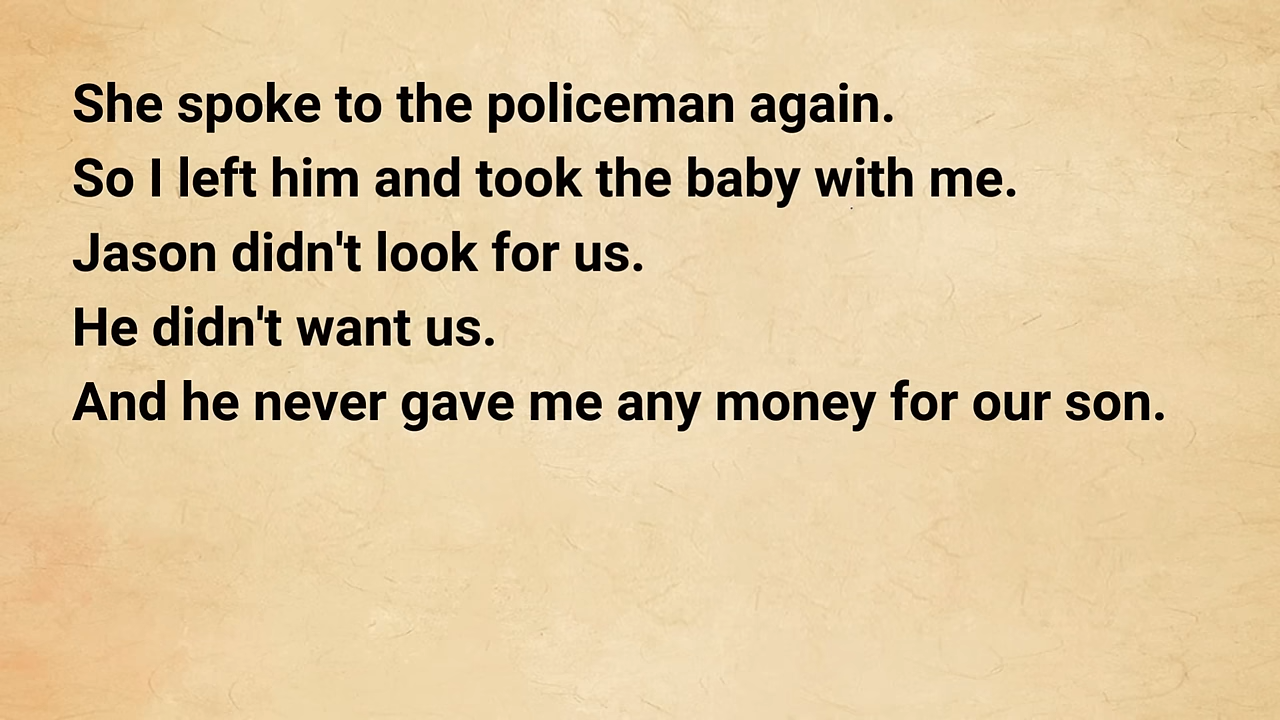 She spoke to the policeman again.
So I left him and took the baby with me.
Jason didn't look for us.
He didn't want us.
And he never gave me any money for our son.